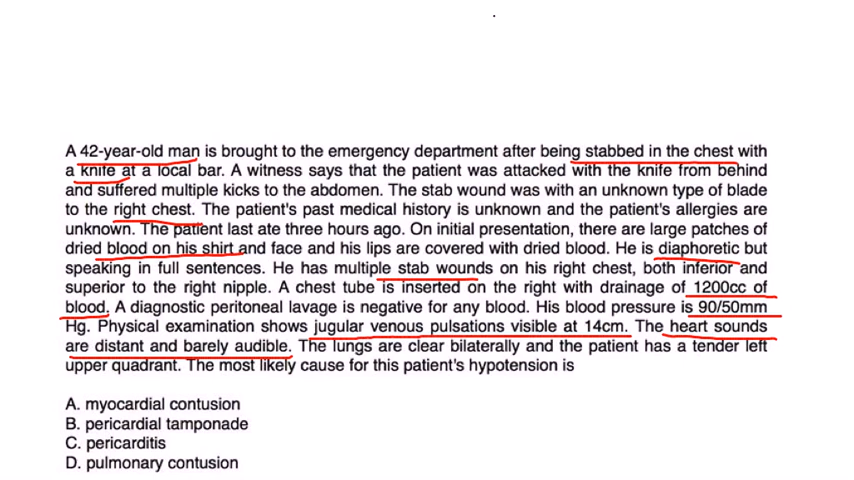 A 42-year-old man is brought to the emergency department after being stabbed in the chest with
a knife at a local bar. A witness says that the patient was attacked with the knife from behind
and suffered multiple kicks to the abdomen. The stab wound was with an unknown type of blade
to the right chest. The patient's past medical history is unknown and the patient's allergies are
unknown. The patient last ate three hours ago. On initial presentation, there are large patches of
dried blood on his shirt and face and his lips are covered with dried blood. He is diaphoretic but
speaking in full sentences. He has multiple stab wounds on his right chest, both inferior and
superior to the right nipple. A chest tube is inserted on the right with drainage of 1200cc of
blood. A diagnostic peritoneal lavage is negative for any blood. His blood pressure is 90/50mm
Hg. Physical examination shows jugular venous pulsations visible at 14cm. The heart sounds
are distant and barely audible. The lungs are clear bilaterally and the patient has a tender left
upper quadrant. The most likely cause for this patient's hypotension is
A. myocardial contusion
B. pericardial tamponade
C. pericarditis
D. pulmonary contusion